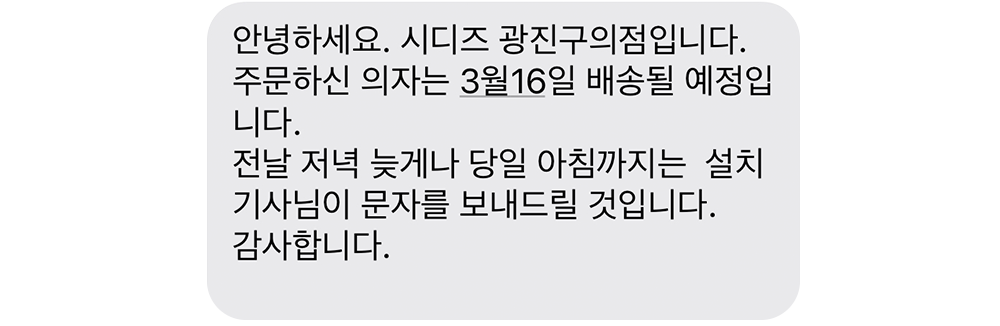 안녕하세요. 시디즈 광진구의점입니다.
주문하신 의자는 3월16일 배송될 예정입
니다.
전날 저녁 늦게나 당일 아침까지는  설치
기사님이 문자를 보내드릴 것입니다.
감사합니다.